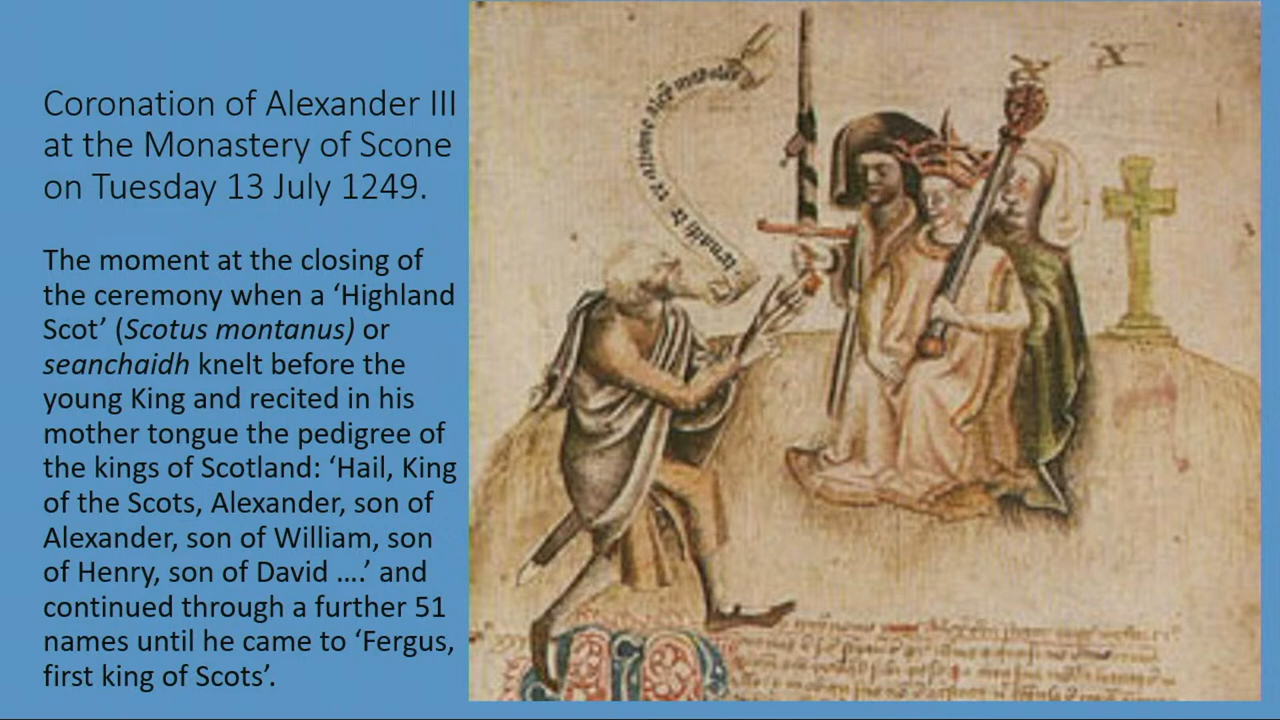 Coronation of Alexander III
at the Monastery of Scone
on Tuesday 13 July 1249.
The moment at the closing of
the ceremony when a ‘Highland
Scot’ (Scotus montanus) or
seanchaidh knelt before the
young King and recited in his
mother tongue the pedigree of
the kings of Scotland: ‘Hail, King
of the Scots, Alexander, son of
Alexander, son of William, son
of Henry, son of David ….’ and
continued through a further 51
names until he came to ‘Fergus,
first king of Scots’.